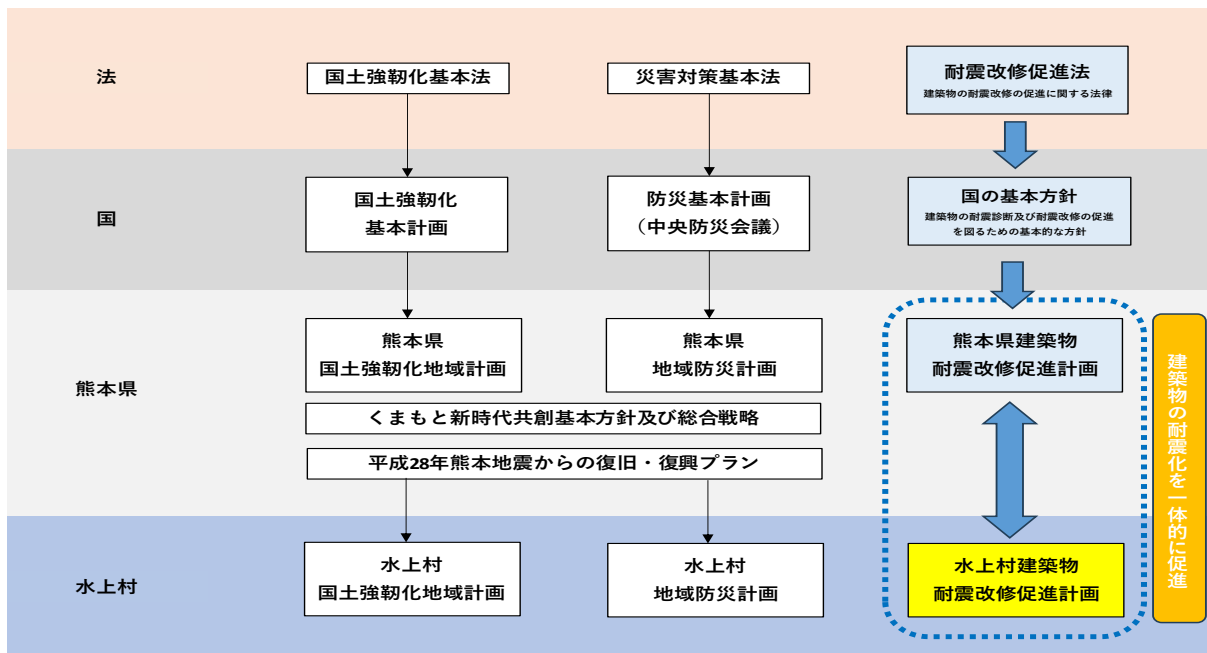 法
国土強靭化基本法
災害対策基本法
耐震改修促進法
建築物の耐震改修の促進に関する法律
国
国土強靭化
基本計画
防災基本計画
（中央防災会議）
国の基本方針
建築物の耐震診断及び耐震改修の促進
を図るための基本的な方針
熊本県
熊本県
国土強靭化地域計画
熊本県
地域防災計画
熊本県建築物
耐震改修促進計画
くまもと新時代共創基本方針及び総合戦略
平成28年熊本地震からの復旧・復興プラン
建築物の耐震化を一体的に促進
水上村
水上村
国土強靭化地域計画
水上村
地域防災計画
水上村建築物
耐震改修促進計画